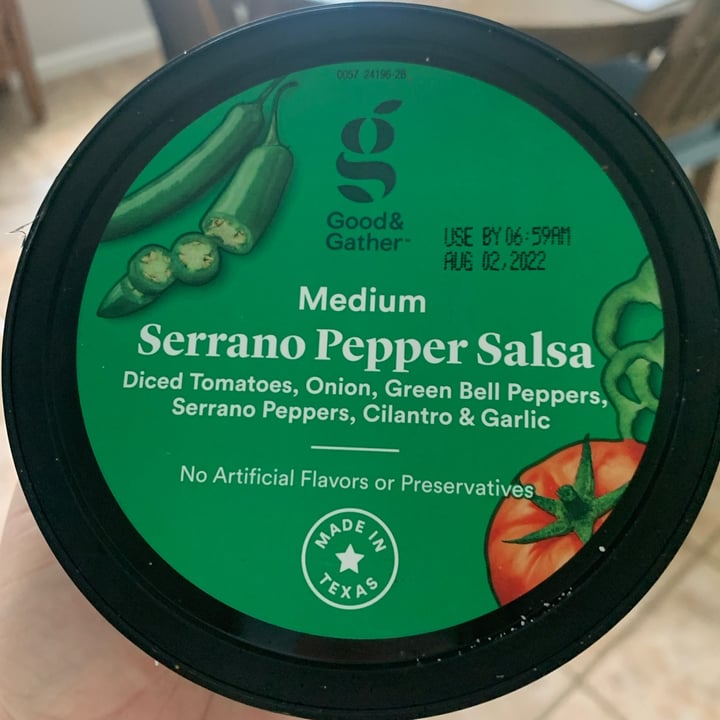 0057 24196-2B
g
Good&
Gather™
USE BY 06:59AM
AUG 02,2022
Medium
Serrano Pepper Salsa
Diced Tomatoes, Onion, Green Bell Peppers,
Serrano Peppers, Cilantro & Garlic
No Artificial Flavors or Preservatives
MADE IN
TEXAS